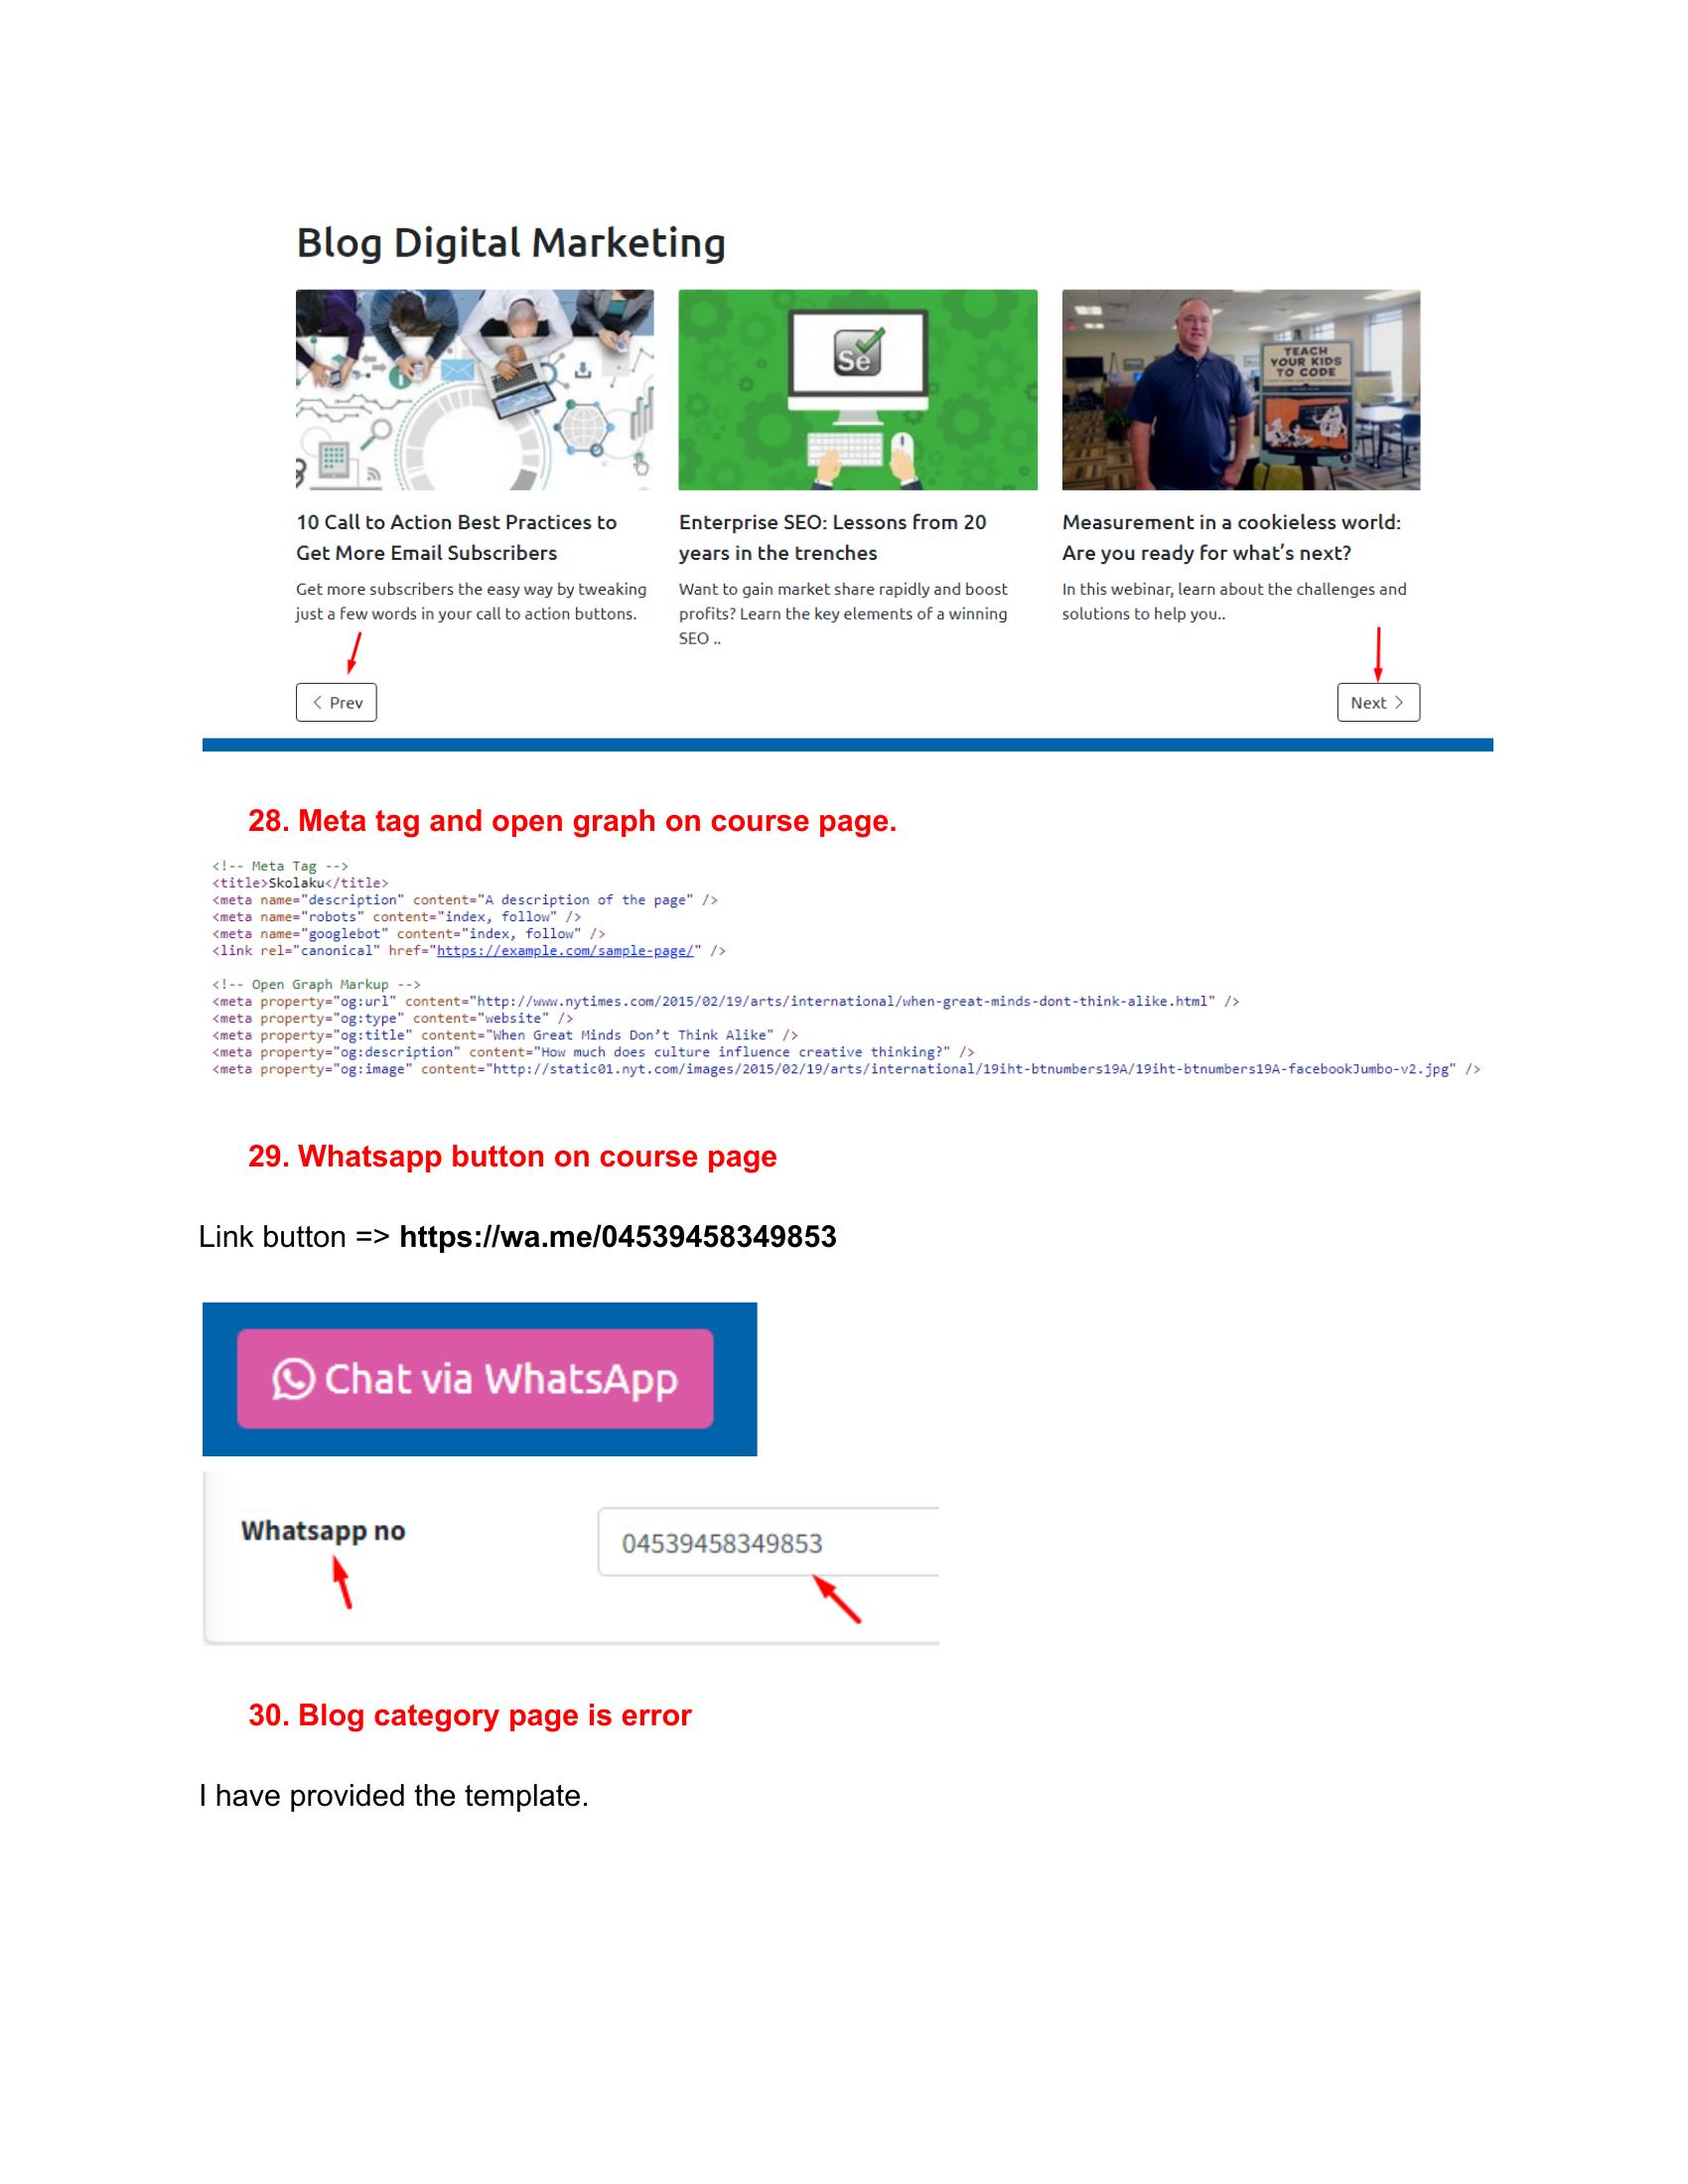 Blog Digital Marketing
Se
TEACH
YOUR KIDS
TO CODE
10 Call to Action Best Practices to
Get More Email Subscribers
Get more subscribers the easy way by tweaking
just a few words in your call to action buttons.
Enterprise SEO: Lessons from 20
years in the trenches
Want to gain market share rapidly and boost
profits? Learn the key elements of a winning
SEO ..
Measurement in a cookieless world:
Are you ready for what’s next?
In this webinar, learn about the challenges and
solutions to help you..
Prev
Next
28. Meta tag and open graph on course page.
<!-- Meta Tag -->
<title>Skolaku</title>
<meta name="description" content="A description of the page" />
<meta name="robots" content="index, follow" />
<meta name="googlebot" content="index, follow" />
<link rel="canonical" href="https://example.com/sample-page/" />
<!-- Open Graph Markup -->
<meta property="og:url" content="http://www.nytimes.com/2015/02/19/arts/international/when-great-minds-dont-think-alike.html" />
<meta property="og:type" content="website" />
<meta property="og:title" content="When Great Minds Don’t Think Alike" />
<meta property="og:description" content="How much does culture influence creative thinking?" />
<meta property="og:image" content="http://static01.nyt.com/images/2015/02/19/arts/international/19iht-btnumbers19A/19iht-btnumbers19A-facebookJumbo-v2.jpg" />
29. Whatsapp button on course page
Link button => https://wa.me/04539458349853
Chat via WhatsApp
Whatsapp no
04539458349853
30. Blog category page is error
I have provided the template.